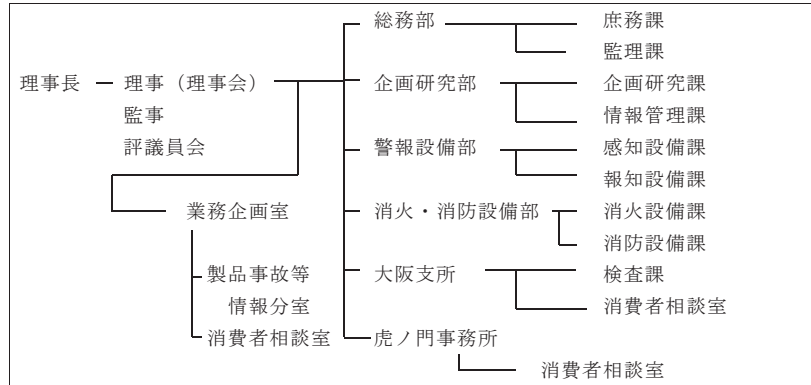 総務部 庶務課
監理課
理事長 理事（理事会） 企画研究部 企画研究課
監事 情報管理課
評議員会 警報設備部 感知設備課
報知設備課
業務企画室 消火・消防設備部 消火設備課
消防設備課
製品事故等 大阪支所 検査課
情報分室 消費者相談室
消費者相談室 虎ノ門事務所
消費者相談室